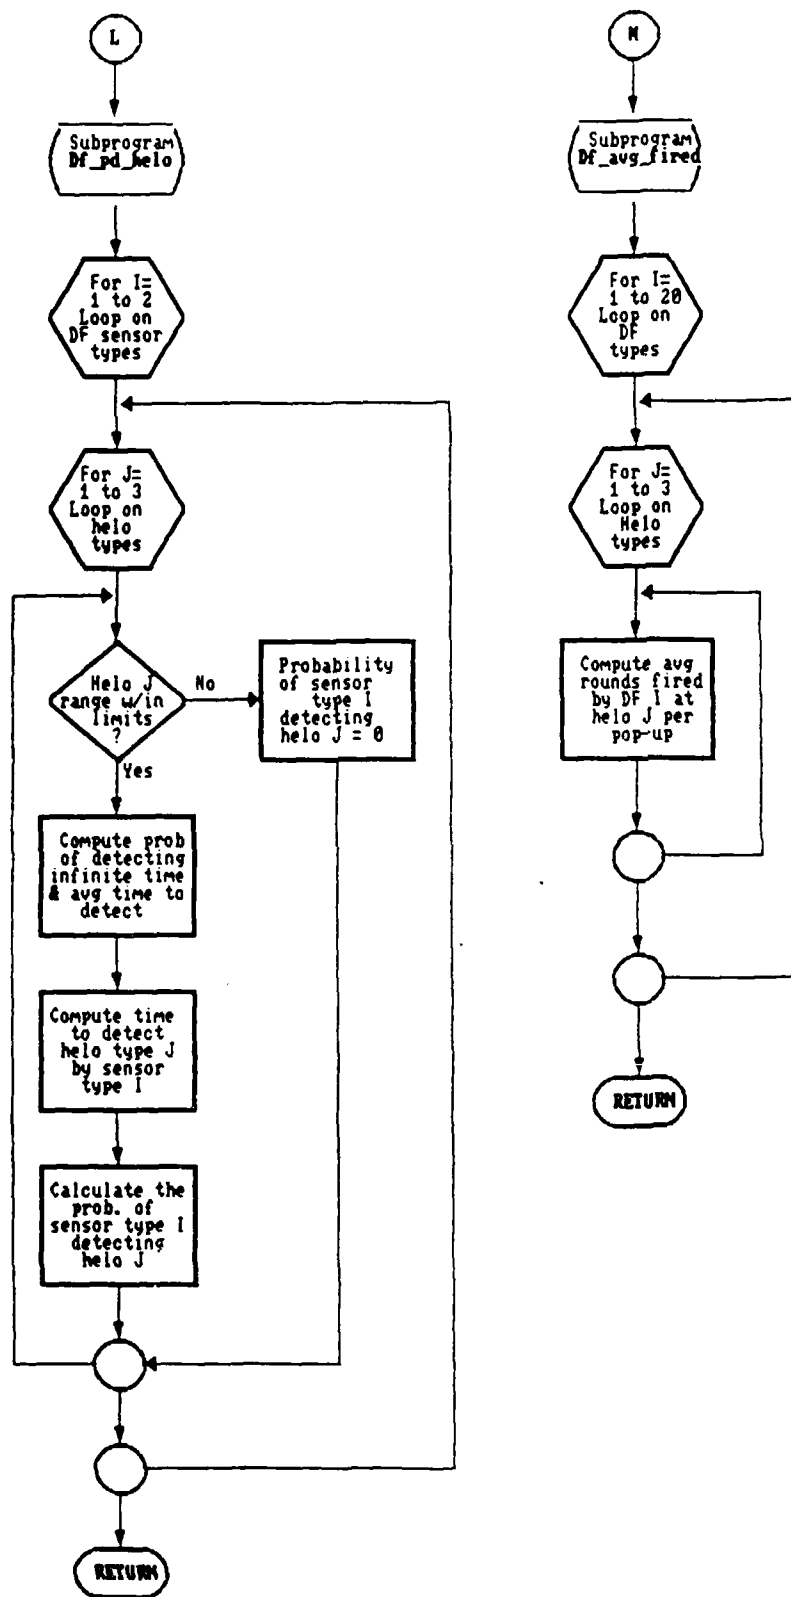 L
Subprogram
Df_pd_helo
For I=
1 to 2
Loop on
DF sensor
types
For J=
1 to 3
Loop on
helo
types
Helo J
range w/in
limits
?
No
Yes
Probability
of sensor
type I
detecting
helo J = 0
Compute prob
of detecting
infinite time
& avg time to
detect
Compute time
to detect
helo type J
by sensor
type I
Calculate the
prob. of
sensor type I
detecting
helo J
RETURN
M
Subprogram
Df_avg_fired
For I=
1 to 20
Loop on
DF
types
For J=
1 to 3
Loop on
Helo
types
Compute avg
rounds fired
by DF I at
helo J per
pop-up
RETURN